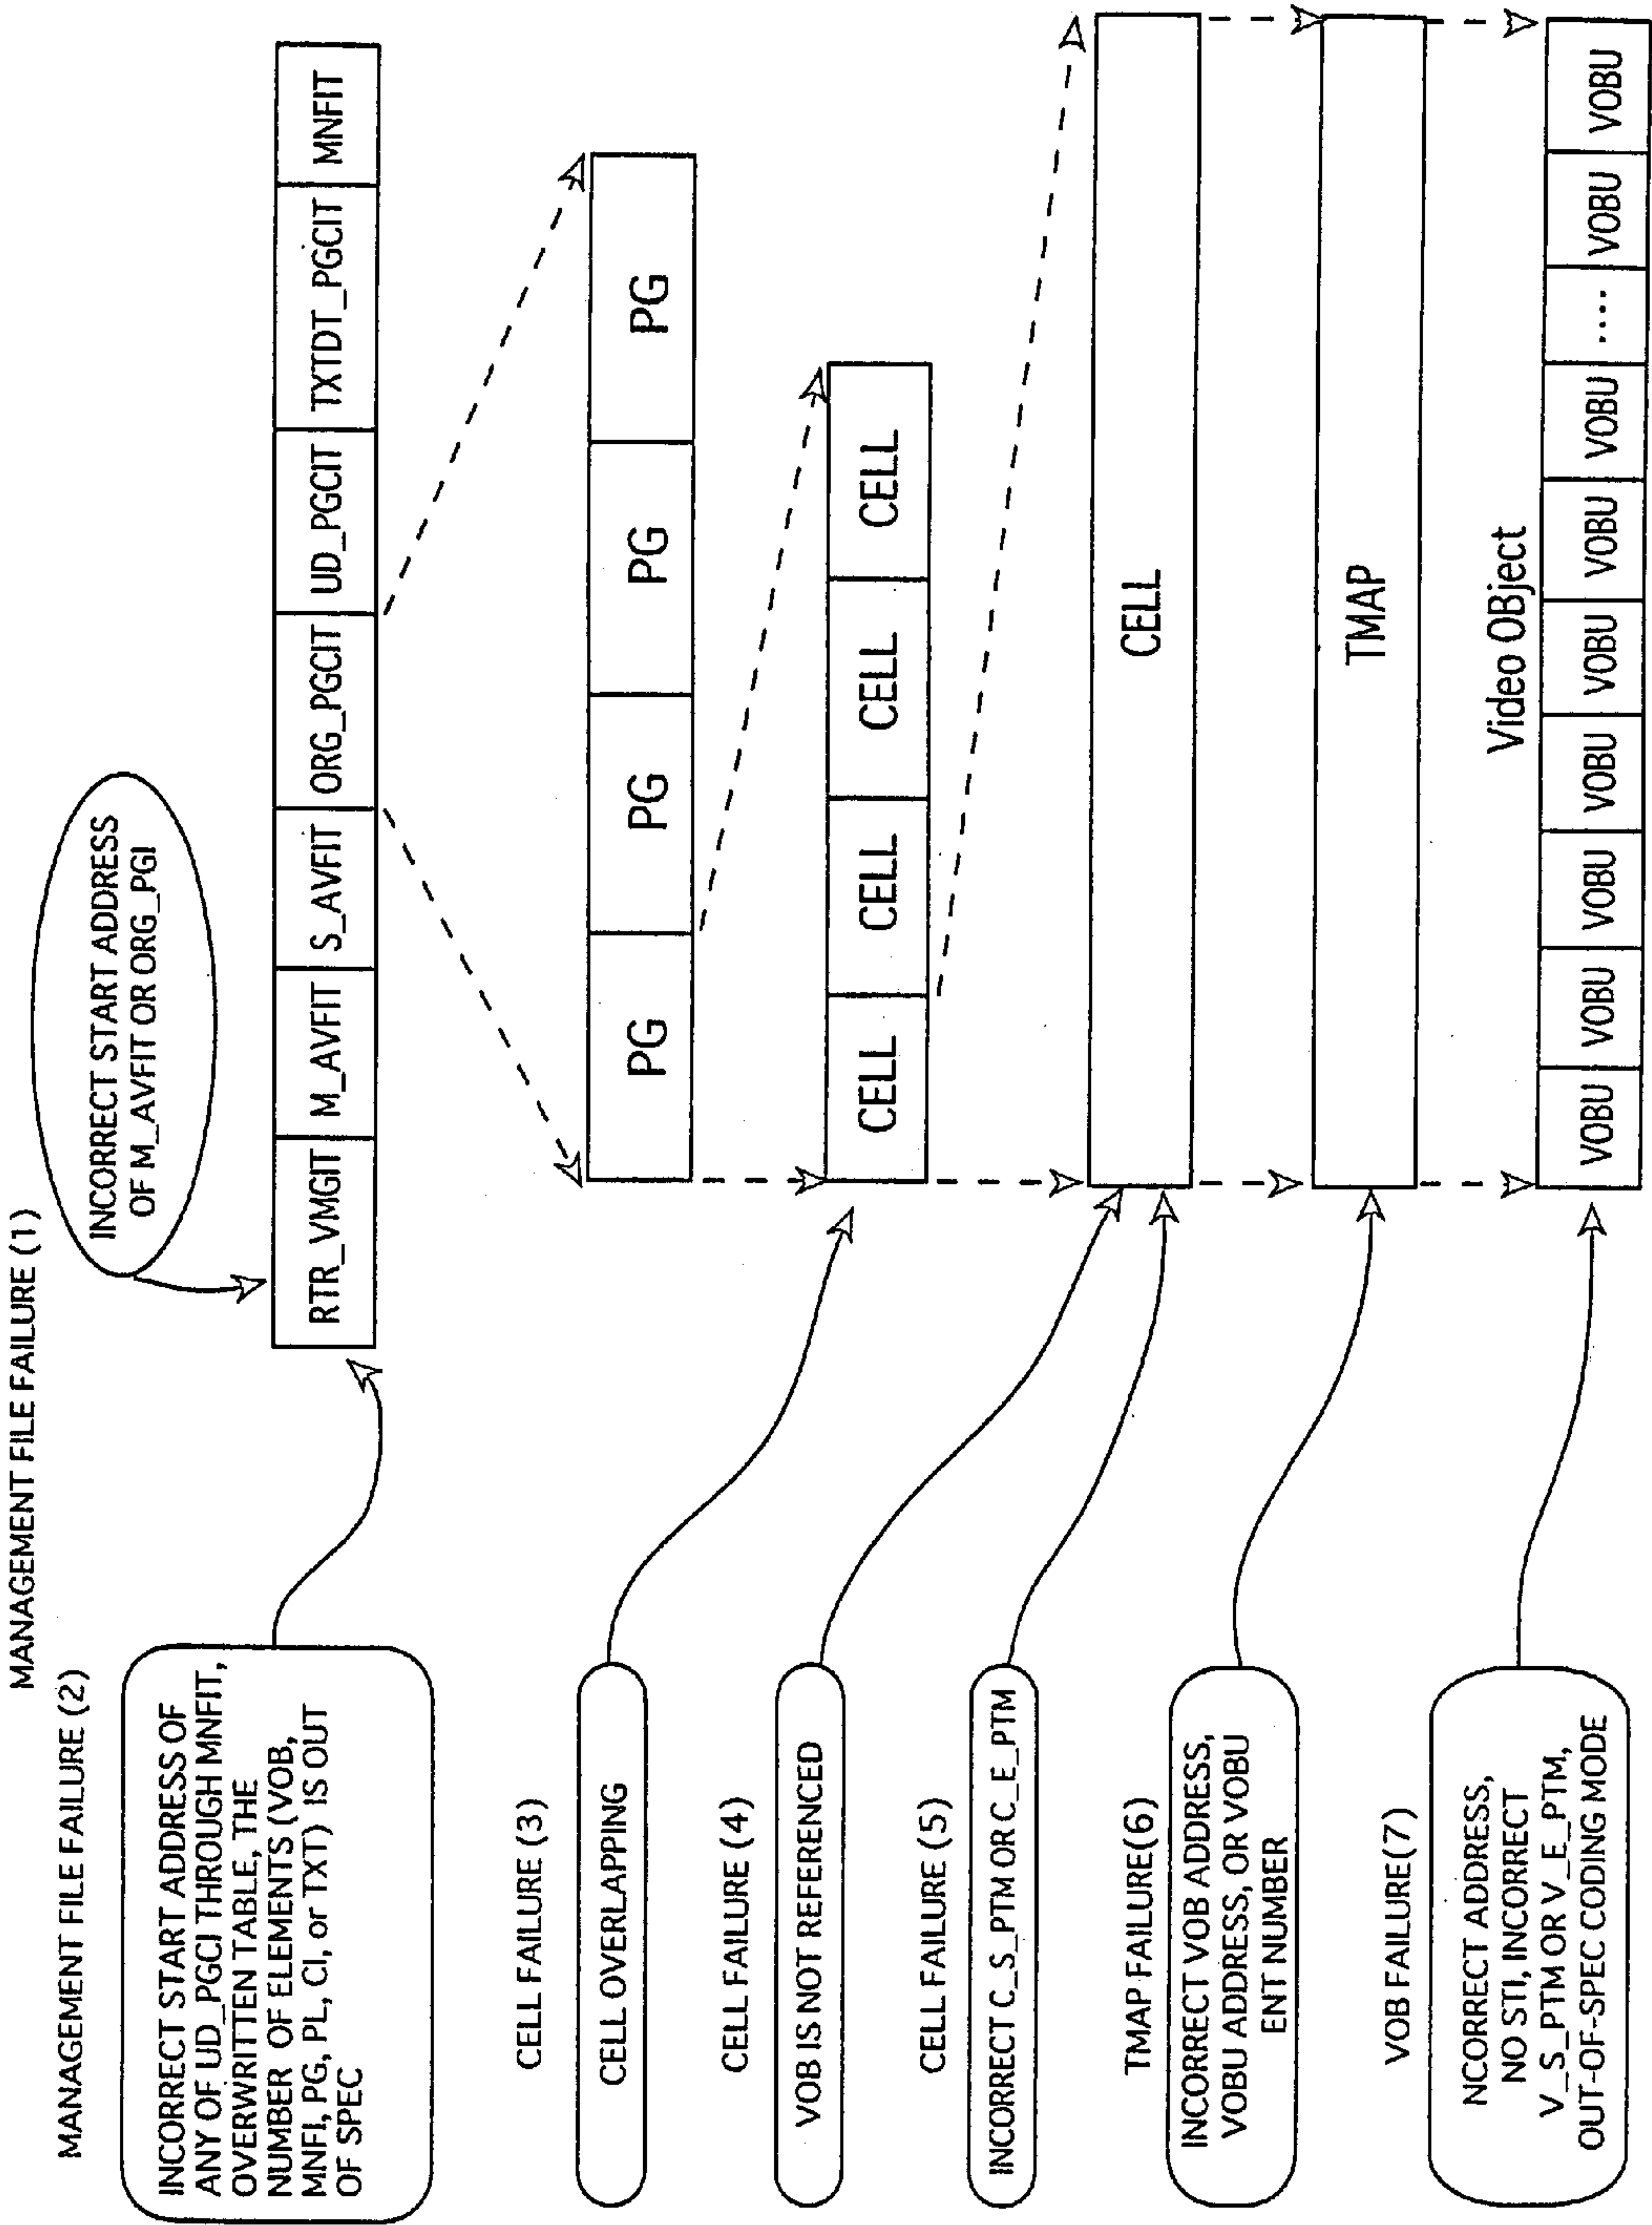 MANAGEMENT FILE FAILURE (1)
INCORRECT START ADDRESS
OF M_AVFIT OR ORG_PGI
MANAGEMENT FILE FAILURE (2)
INCORRECT START ADDRESS OF
ANY OF UD_PGCI THROUGH MNFIT,
OVERWRITTEN TABLE, THE
NUMBER OF ELEMENTS (VOB,
MNFI, PG, PL, CI, or TXT) IS OUT
OF SPEC
RTR_VMGIT M_AVFIT S_AVFIT ORG_PGCIT UD_PGCIT TXTDT_PGCIT MNFIT
CELL FAILURE (3)
CELL OVERLAPPING
PG PG PG PG
CELL FAILURE (4)
VOB IS NOT REFERENCED
CELL CELL CELL CELL
CELL FAILURE (5)
INCORRECT C_S_PTM OR C_E_PTM
CELL
TMAP FAILURE(6)
INCORRECT VOB ADDRESS,
VOBU ADDRESS, OR VOBU
ENT NUMBER
TMAP
VOB FAILURE(7)
NCORRECT ADDRESS,
NO STI, INCORRECT
V_S_PTM OR V_E_PTM,
OUT-OF-SPEC CODING MODE
Video OBject
VOBU VOBU VOBU VOBU VOBU VOBU VOBU .... VOBU VOBU